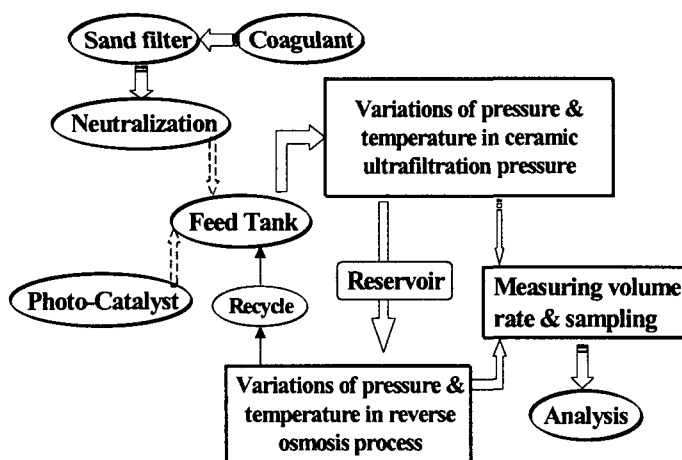 Sand filter
Coagulant
Neutralization
Variations of pressure &
temperature in ceramic
ultrafiltration pressure
Feed Tank
Photo-Catalyst
Recycle
Reservoir
Measuring volume
rate & sampling
Variations of pressure &
temperature in reverse
osmosis process
Analysis